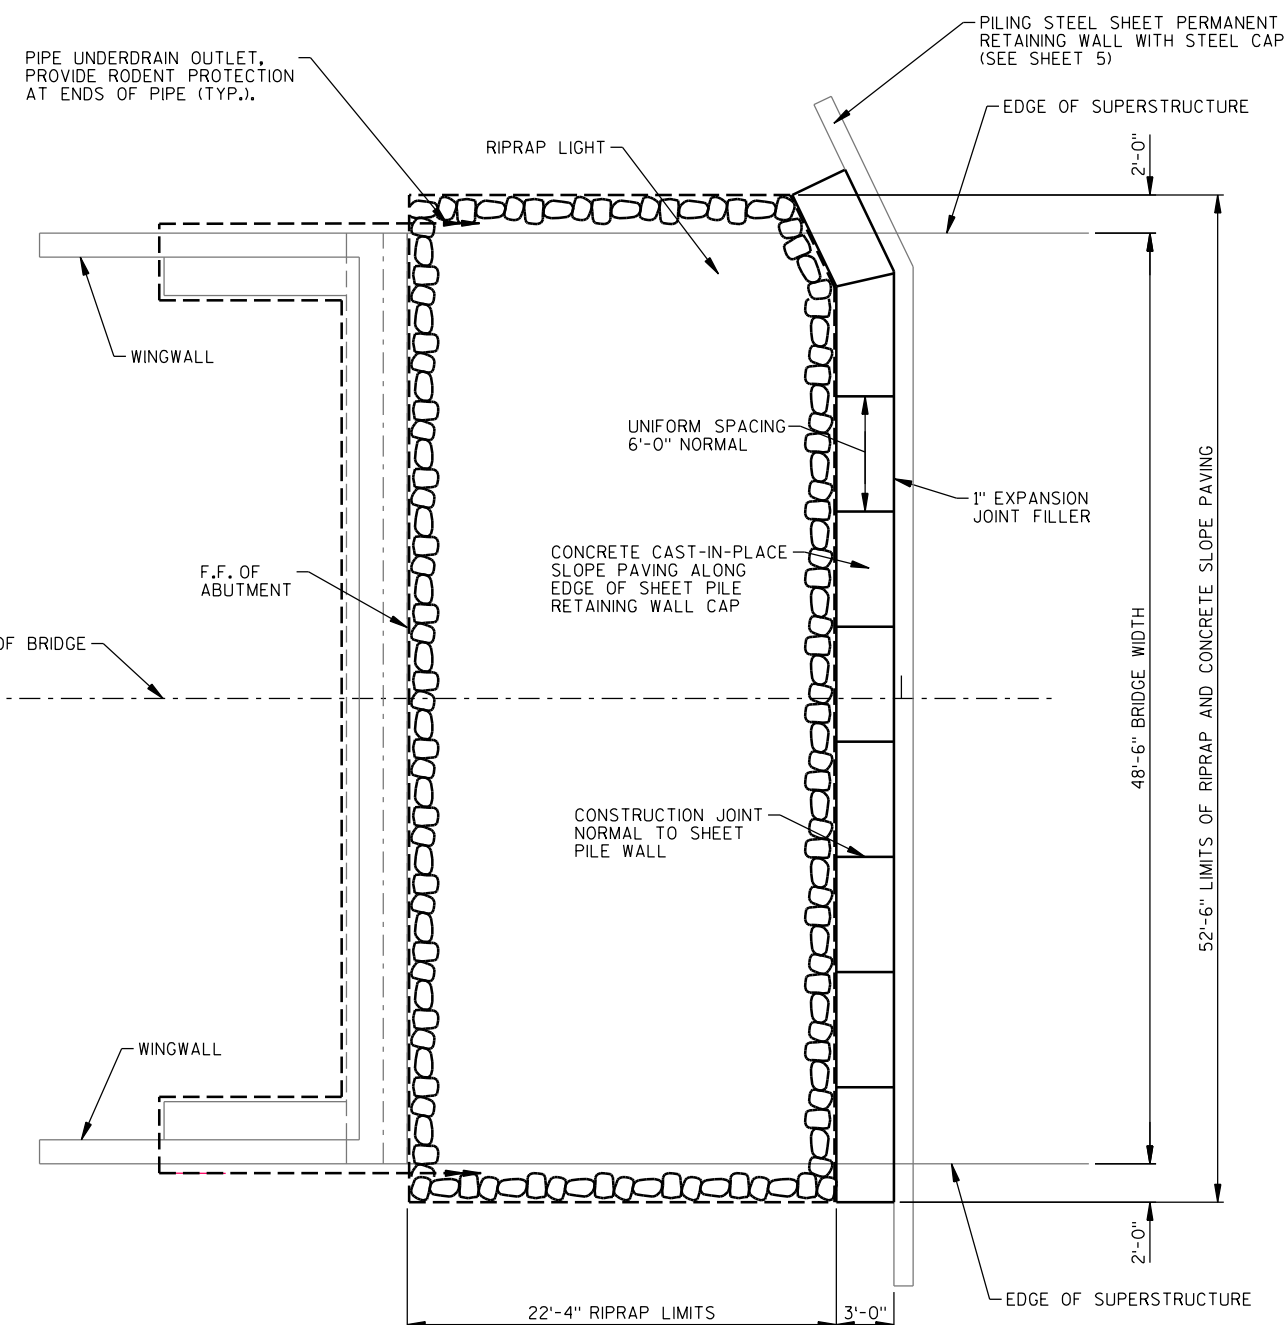 PILING STEEL SHEET PERMANENT
RETAINING WALL WITH STEEL CAP
(SEE SHEET 5)
PIPE UNDERDRAIN OUTLET,
PROVIDE RODENT PROTECTION
AT ENDS OF PIPE (TYP.).
EDGE OF SUPERSTRUCTURE
RIPRAP LIGHT
2'-0"
WINGWALL
UNIFORM SPACING
6'-0" NORMAL
1" EXPANSION
JOINT FILLER
CONCRETE CAST-IN-PLACE
SLOPE PAVING ALONG
EDGE OF SHEET PILE
RETAINING WALL CAP
F.F. OF
ABUTMENT
OF BRIDGE
48'-6" BRIDGE WIDTH
52'-6" LIMITS OF RIPRAP AND CONCRETE SLOPE PAVING
CONSTRUCTION JOINT
NORMAL TO SHEET
PILE WALL
WINGWALL
2'-0"
EDGE OF SUPERSTRUCTURE
22'-4" RIPRAP LIMITS
3'-0"